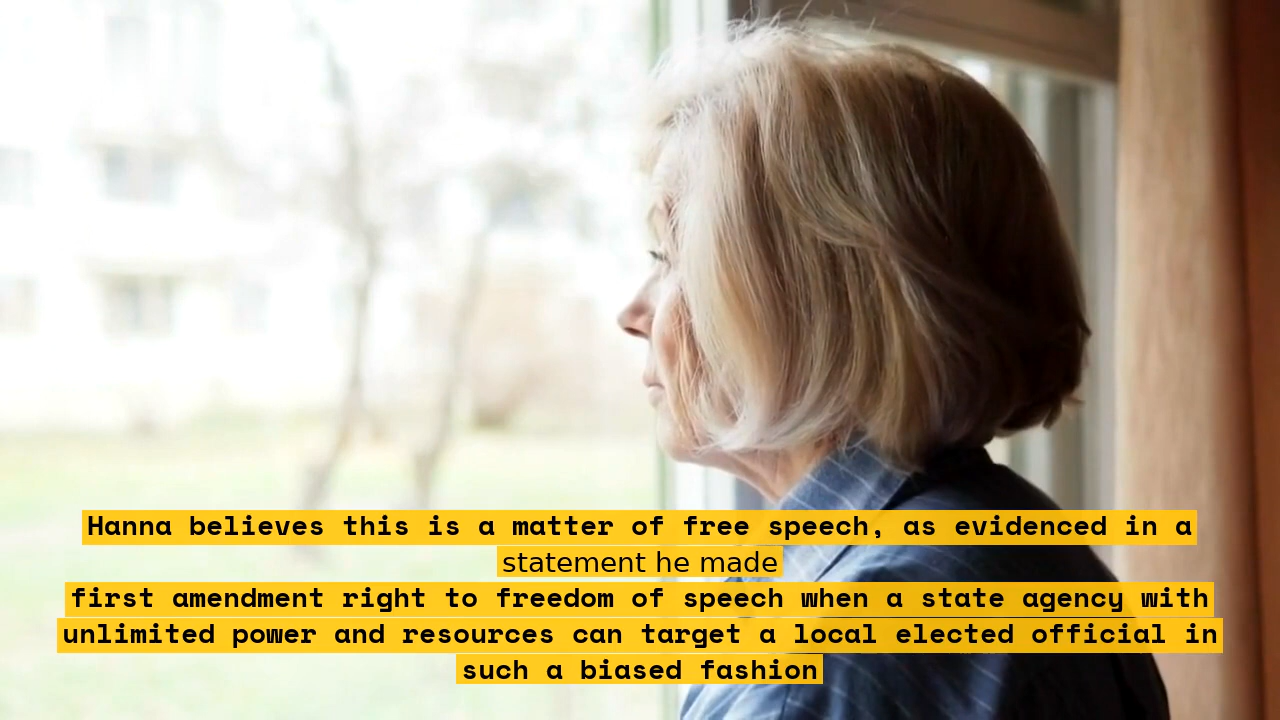 Hanna believes this is a matter of free speech, as evidenced in a
statement he made
first amendment right to freedom of speech when a state agency with
unlimited power and resources can target a local elected official in
such a biased fashion